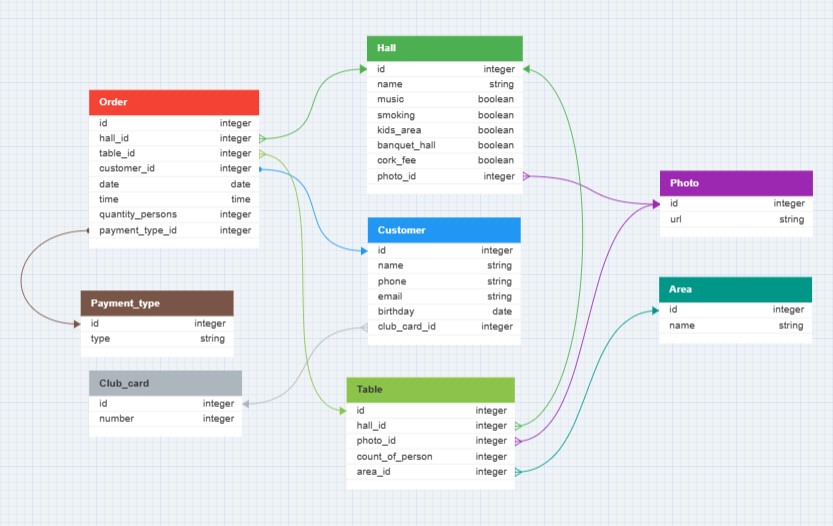 Order
id integer
hall_id integer
table_id integer
customer_id integer
date date
time time
quantity_persons integer
payment_type_id integer
Payment_type
id integer
type string
Club_card
id integer
number integer
Hall
id integer
name string
music boolean
smoking boolean
kids_area boolean
banquet_hall boolean
cork_fee boolean
photo_id integer
Customer
id integer
name string
phone string
email string
birthday date
club_card_id integer
Table
id integer
hall_id integer
photo_id integer
count_of_person integer
area_id integer
Photo
id integer
url string
Area
id integer
name string